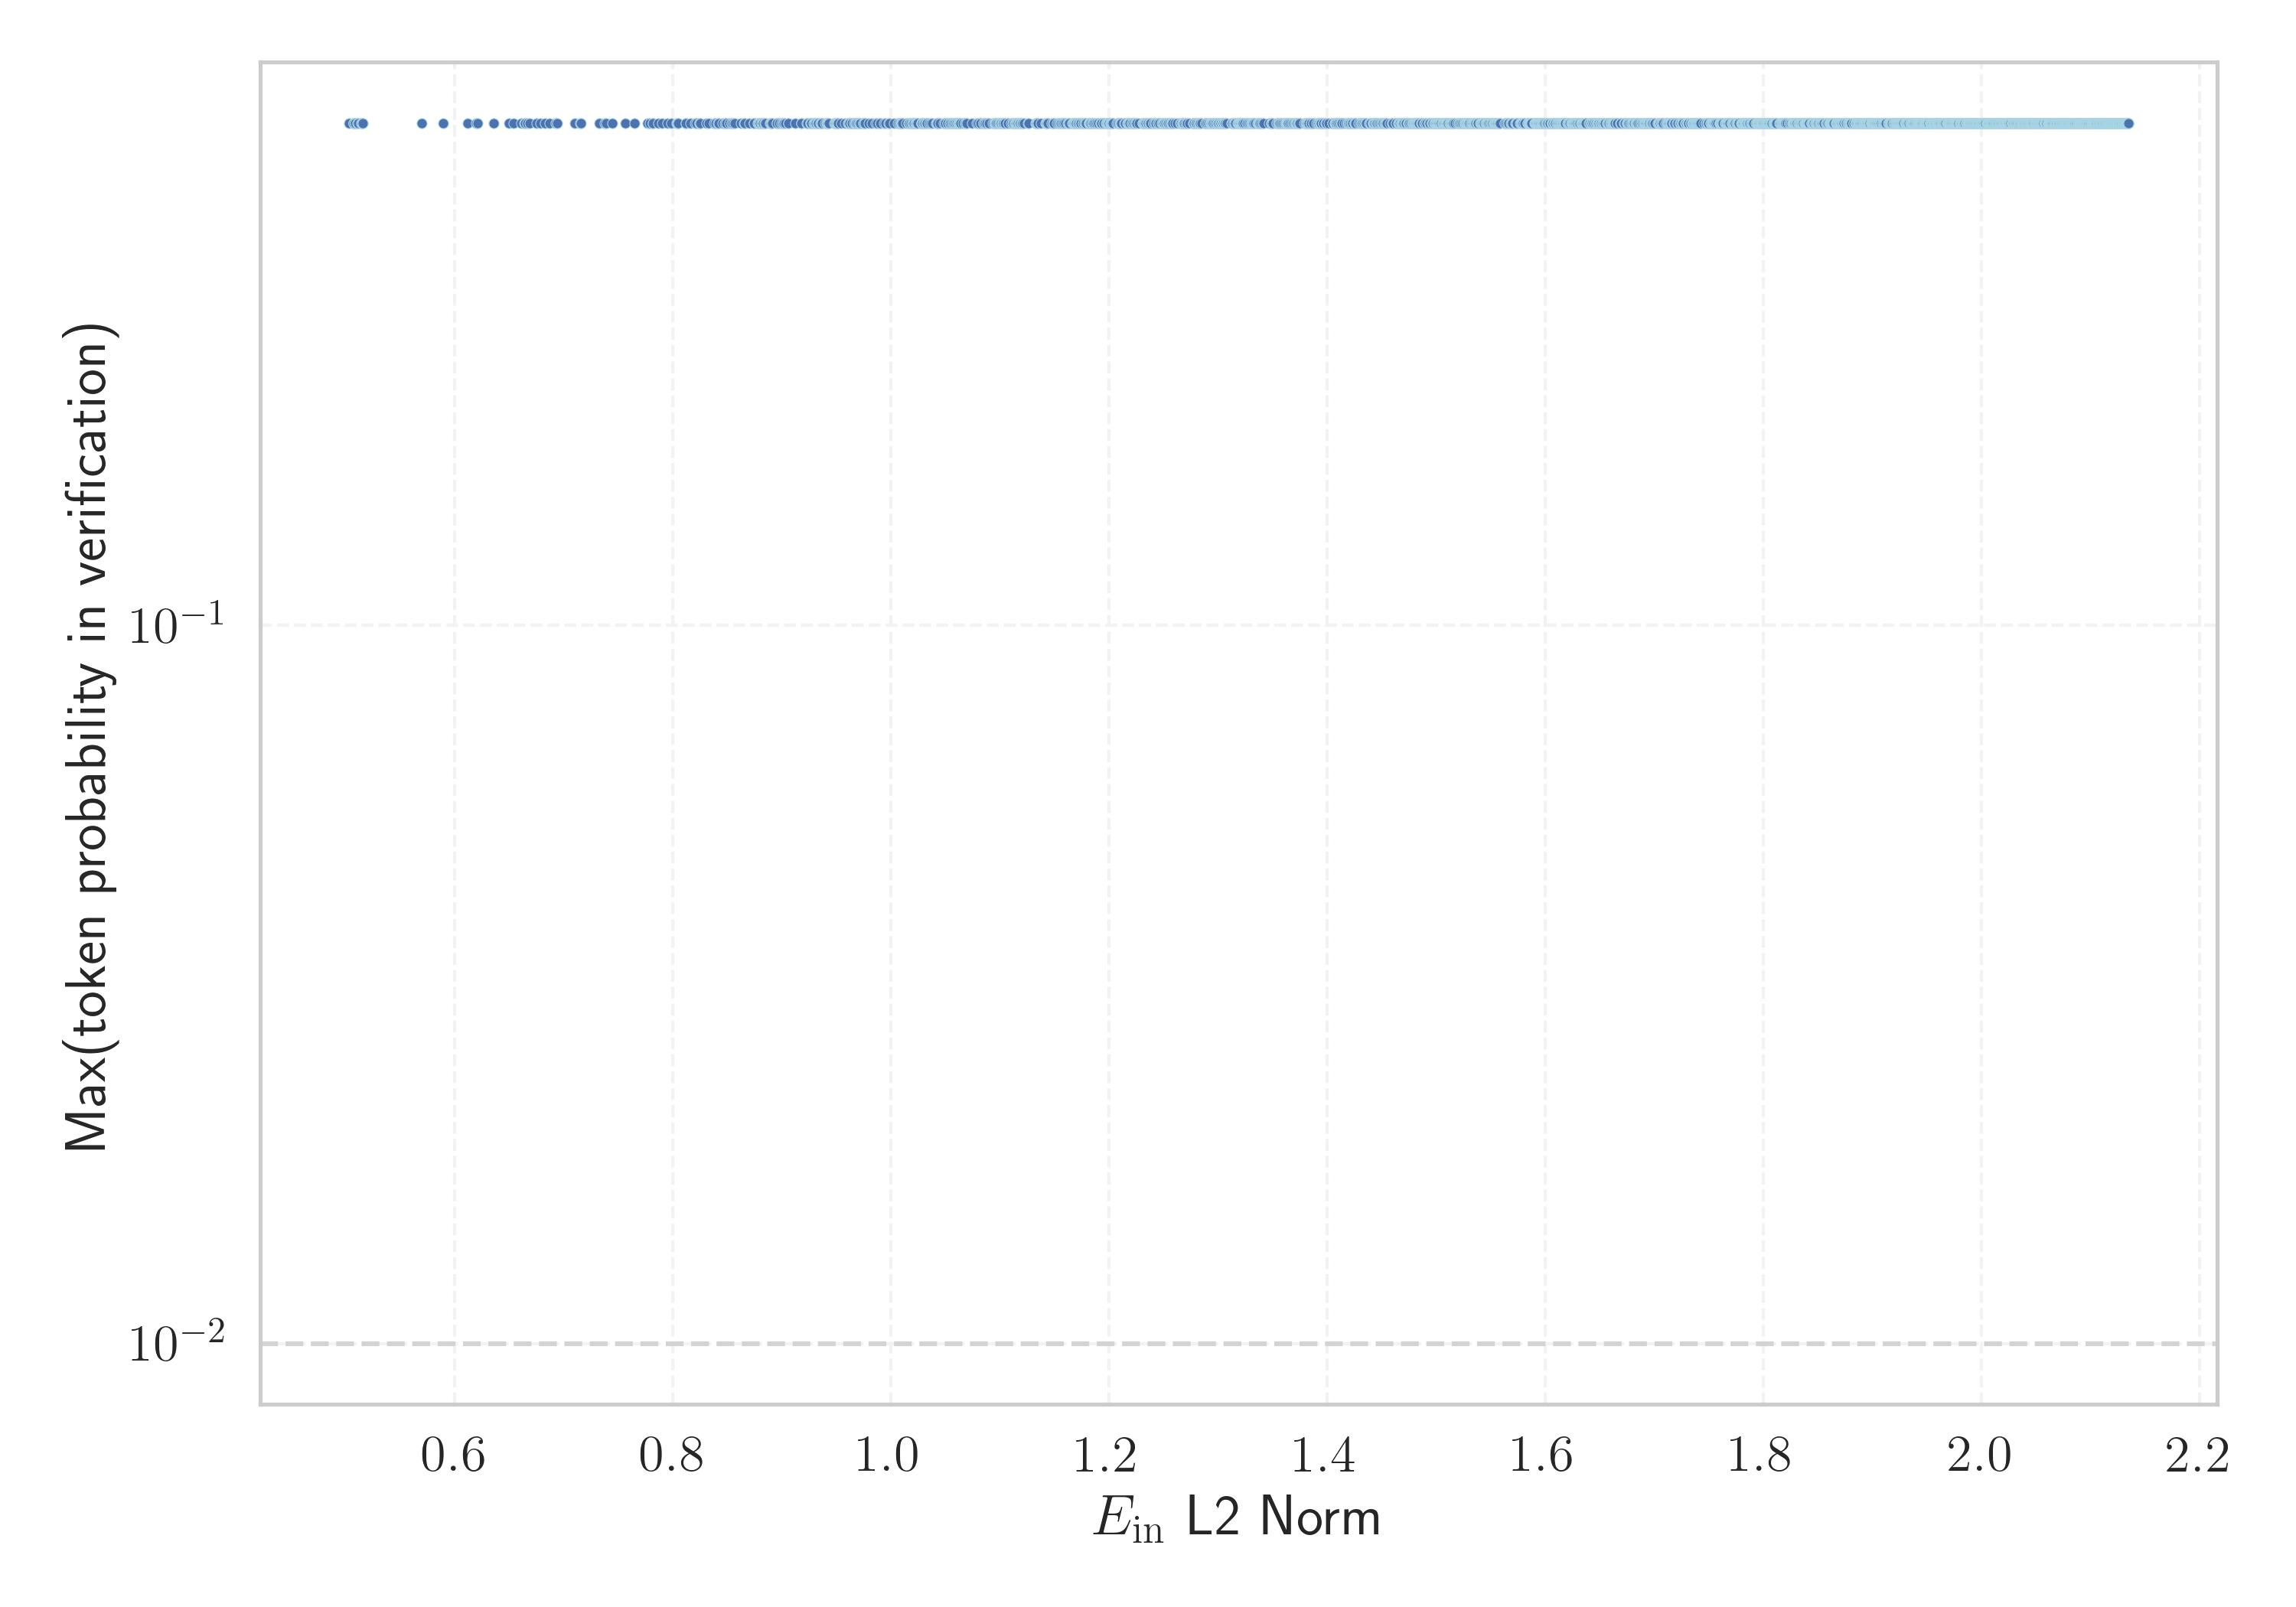 Max(token probability in verification)
10⁻¹
10⁻²
0.6 0.8 1.0 1.2 1.4 1.6 1.8 2.0 2.2
E_in L2 Norm